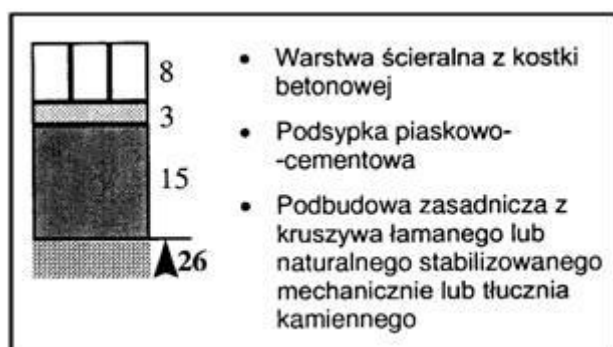 8
3
15
26
• Warstwa ścieralna z kostki
betonowej
• Podsypka piaskowo-
-cementowa
• Podbudowa zasadnicza z
kruszywa łamanego lub
naturalnego stabilizowanego
mechanicznie lub tłucznia
kamiennego